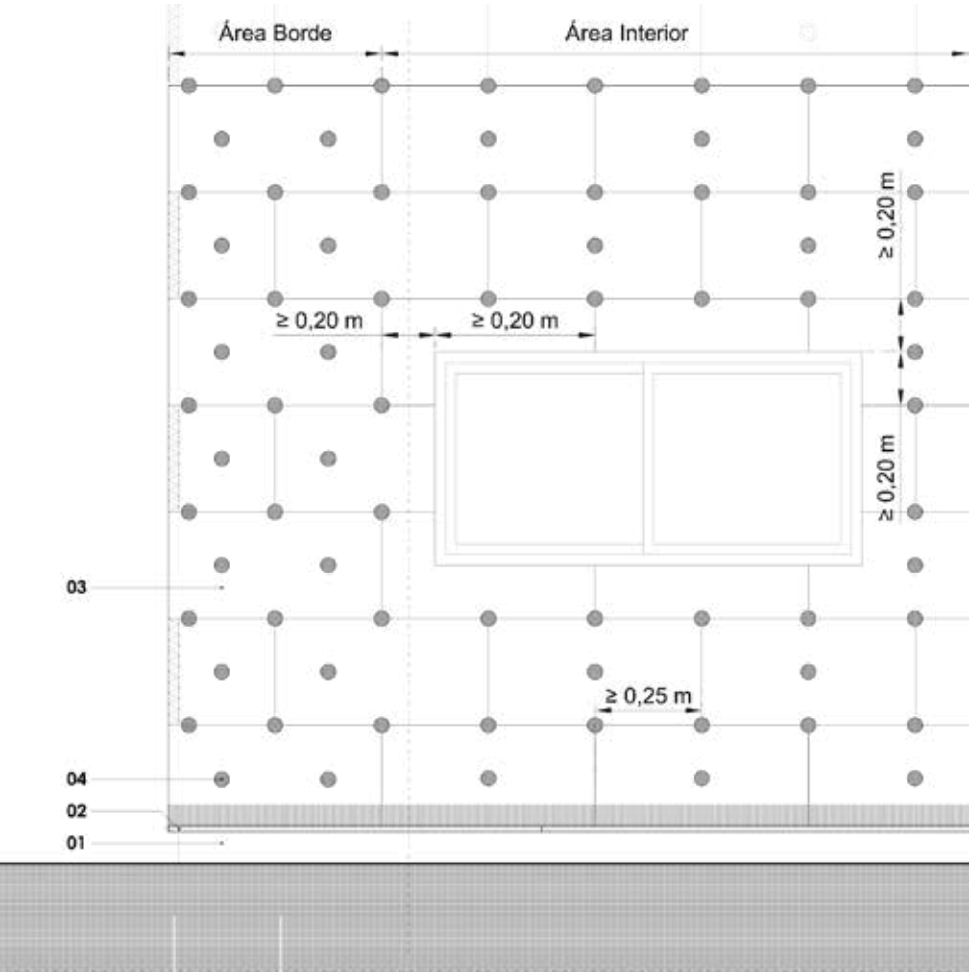 Área Borde
Área Interior
≥ 0,20 m
≥ 0,20 m
≥ 0,20 m
≥ 0,20 m
03
≥ 0,25 m
04
02
01